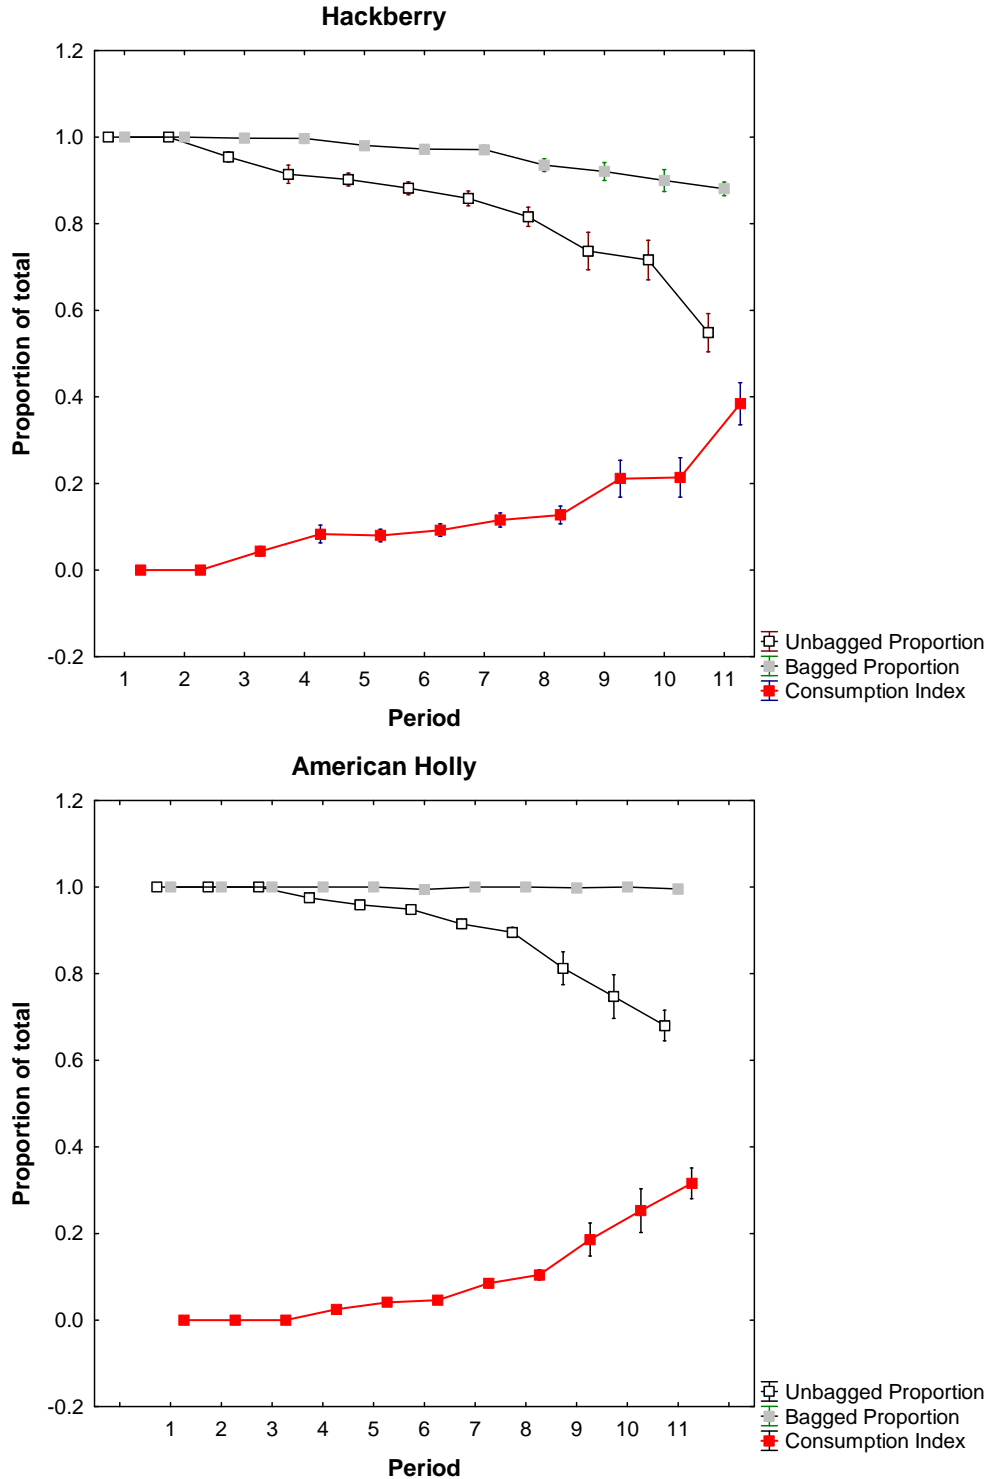 Hackberry
1.2
1.0
0.8
0.6
0.4
0.2
0.0
-0.2
Proportion of total
1 2 3 4 5 6 7 8 9 10 11
Period
Unbagged Proportion
Bagged Proportion
Consumption Index
American Holly
1.2
1.0
0.8
0.6
0.4
0.2
0.0
-0.2
Proportion of total
1 2 3 4 5 6 7 8 9 10 11
Period
Unbagged Proportion
Bagged Proportion
Consumption Index